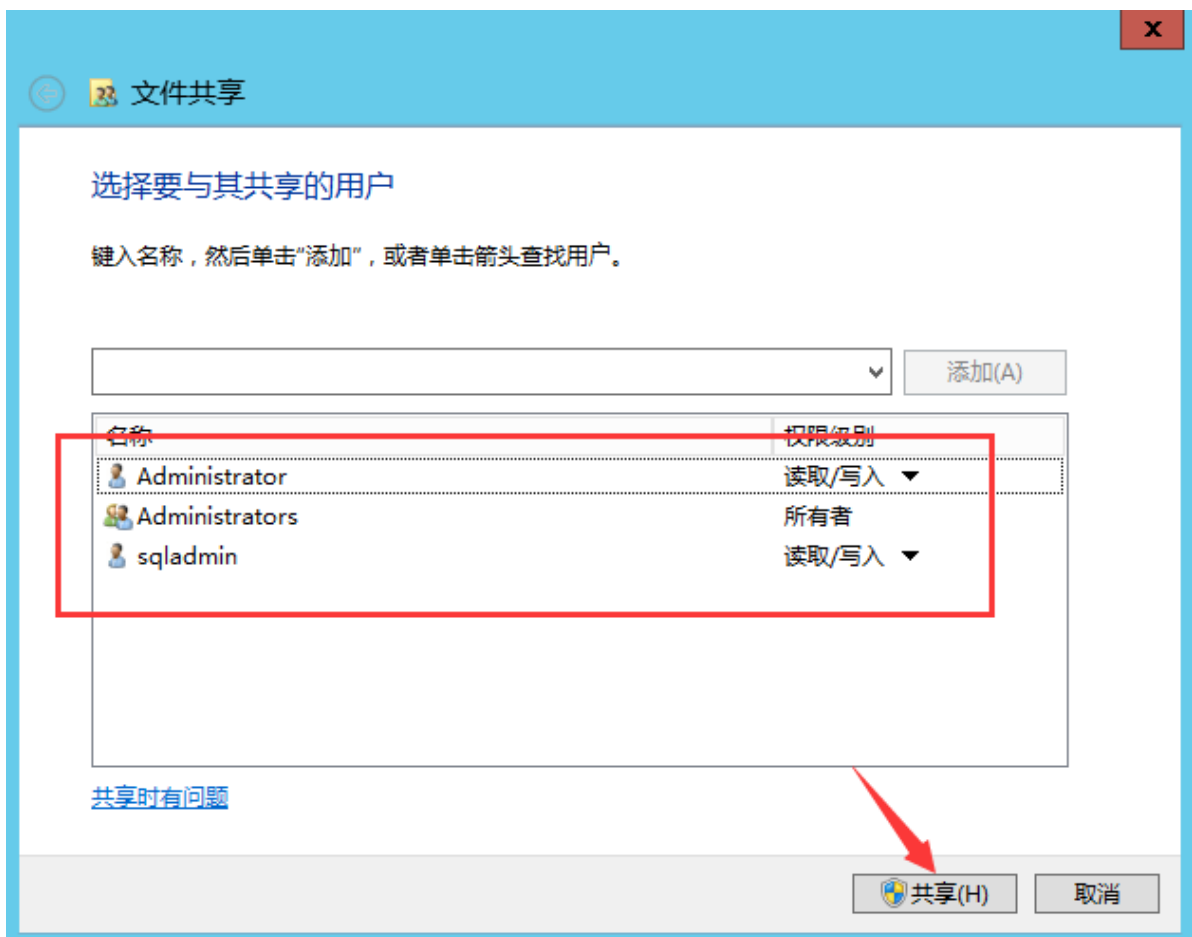 x
文件共享
选择要与其共享的用户
键入名称，然后单击“添加”，或者单击箭头查找用户。
添加(A)
名称 权限级别
Administrator 读取/写入
Administrators 所有者
sqladmin 读取/写入
共享时有问题
共享(H) 取消